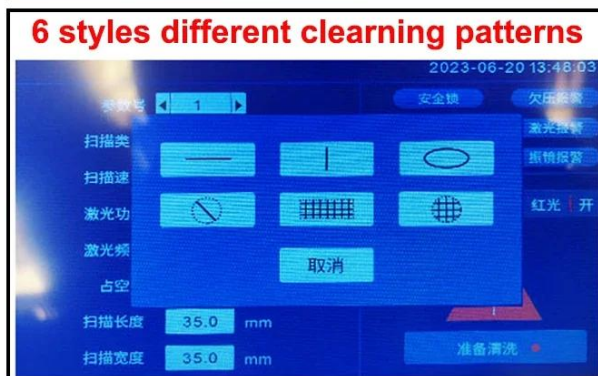 6 styles different clearning patterns
2023-06-20 13:48:03
参数号 1
安全锁
欠压报警
扫描类
激光报警
扫描速
振镜报警
激光功
红光 开
激光频
取消
占空
扫描长度 35.0 mm
扫描宽度 35.0 mm
准备清洗